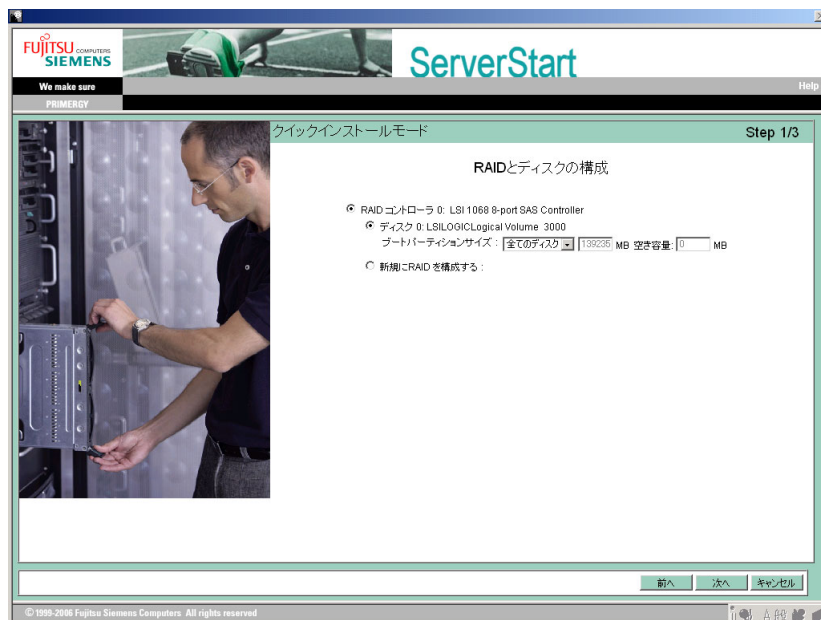 FUJITSU COMPUTERS
SIEMENS
ServerStart
We make sure
Help
PRIMERGY
クイックインストールモード
Step 1/3
RAIDとディスクの構成
RAID コントローラ 0: LSI 1068 8-port SAS Controller
ディスク 0: LSILOGICLogical Volume 3000
ブートパーティションサイズ : 全てのディスク 139235 MB 空き容量: 0 MB
新規にRAID を構成する :
前へ 次へ キャンセル
©1999-2006 Fujitsu Siemens Computers All rights reserved
A 般